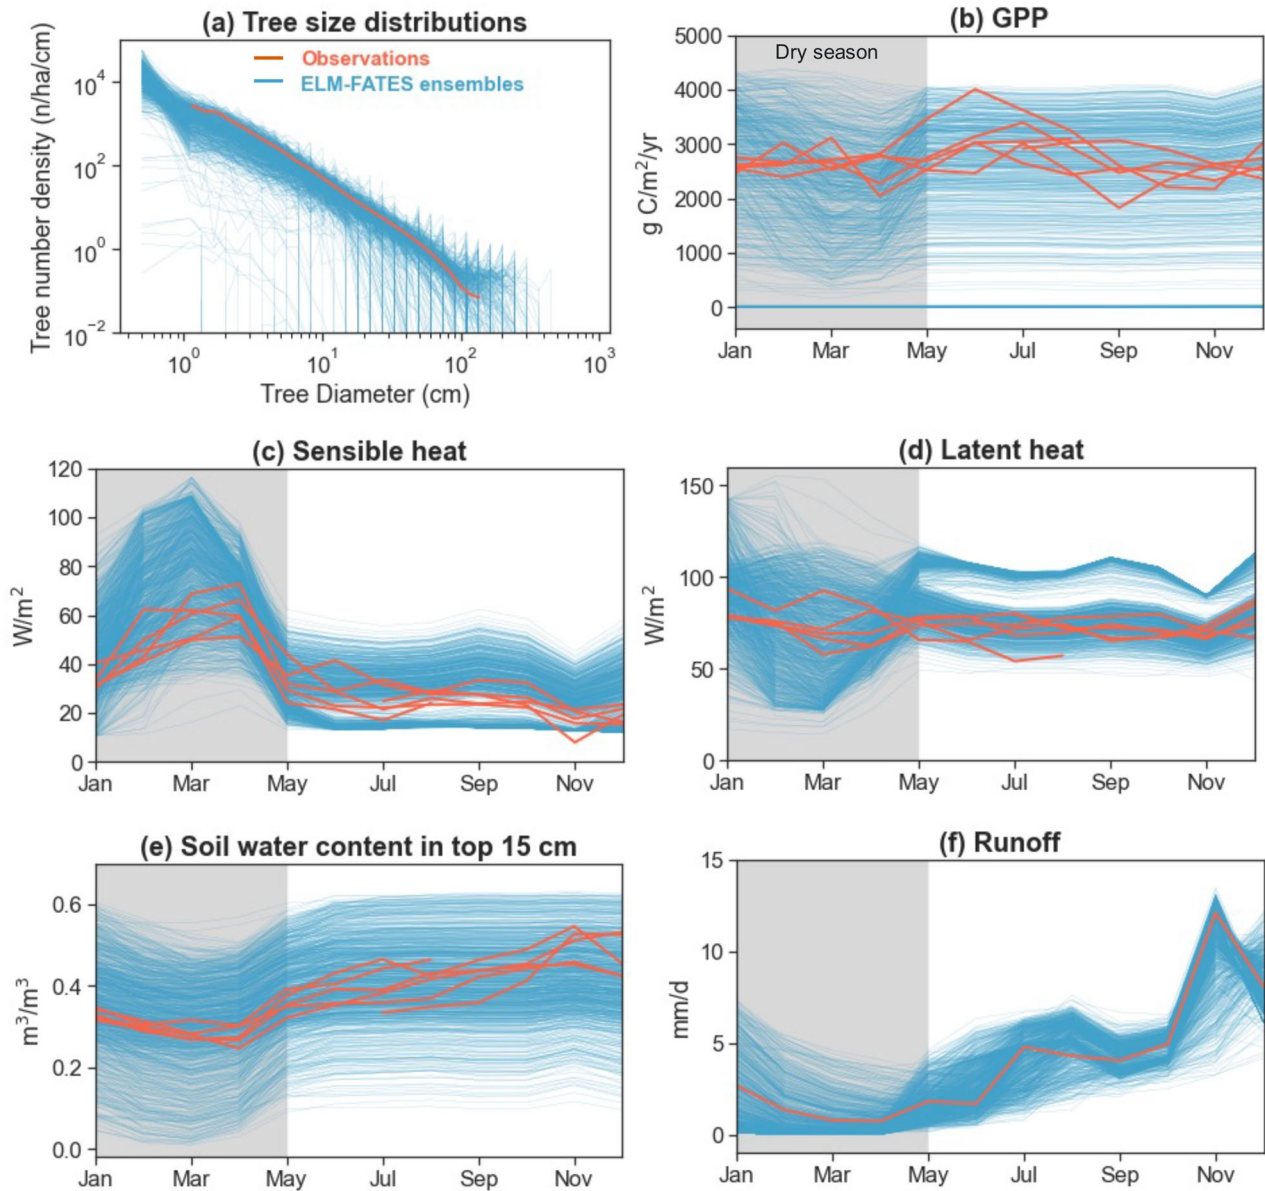 (a) Tree size distributions
Observations
ELM-FATES ensembles
Tree number density (n/ha/cm)
10⁴
10²
10⁰
10⁻²
10⁰ 10¹ 10² 10³
Tree Diameter (cm)
(b) GPP
Dry season
g C/m²/yr
5000
4000
3000
2000
1000
0
Jan Mar May Jul Sep Nov
(c) Sensible heat
W/m²
120
100
80
60
40
20
0
Jan Mar May Jul Sep Nov
(d) Latent heat
W/m²
150
100
50
0
Jan Mar May Jul Sep Nov
(e) Soil water content in top 15 cm
m³/m³
0.6
0.4
0.2
0.0
Jan Mar May Jul Sep Nov
(f) Runoff
mm/d
15
10
5
0
Jan Mar May Jul Sep Nov